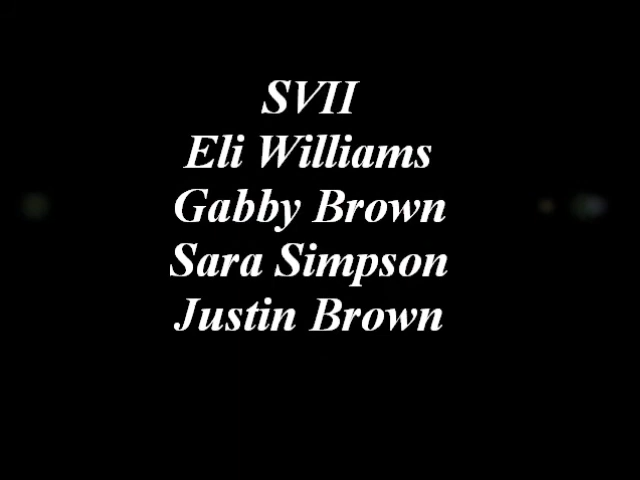 SVII
Eli Williams
Gabby Brown
Sara Simpson
Justin Brown